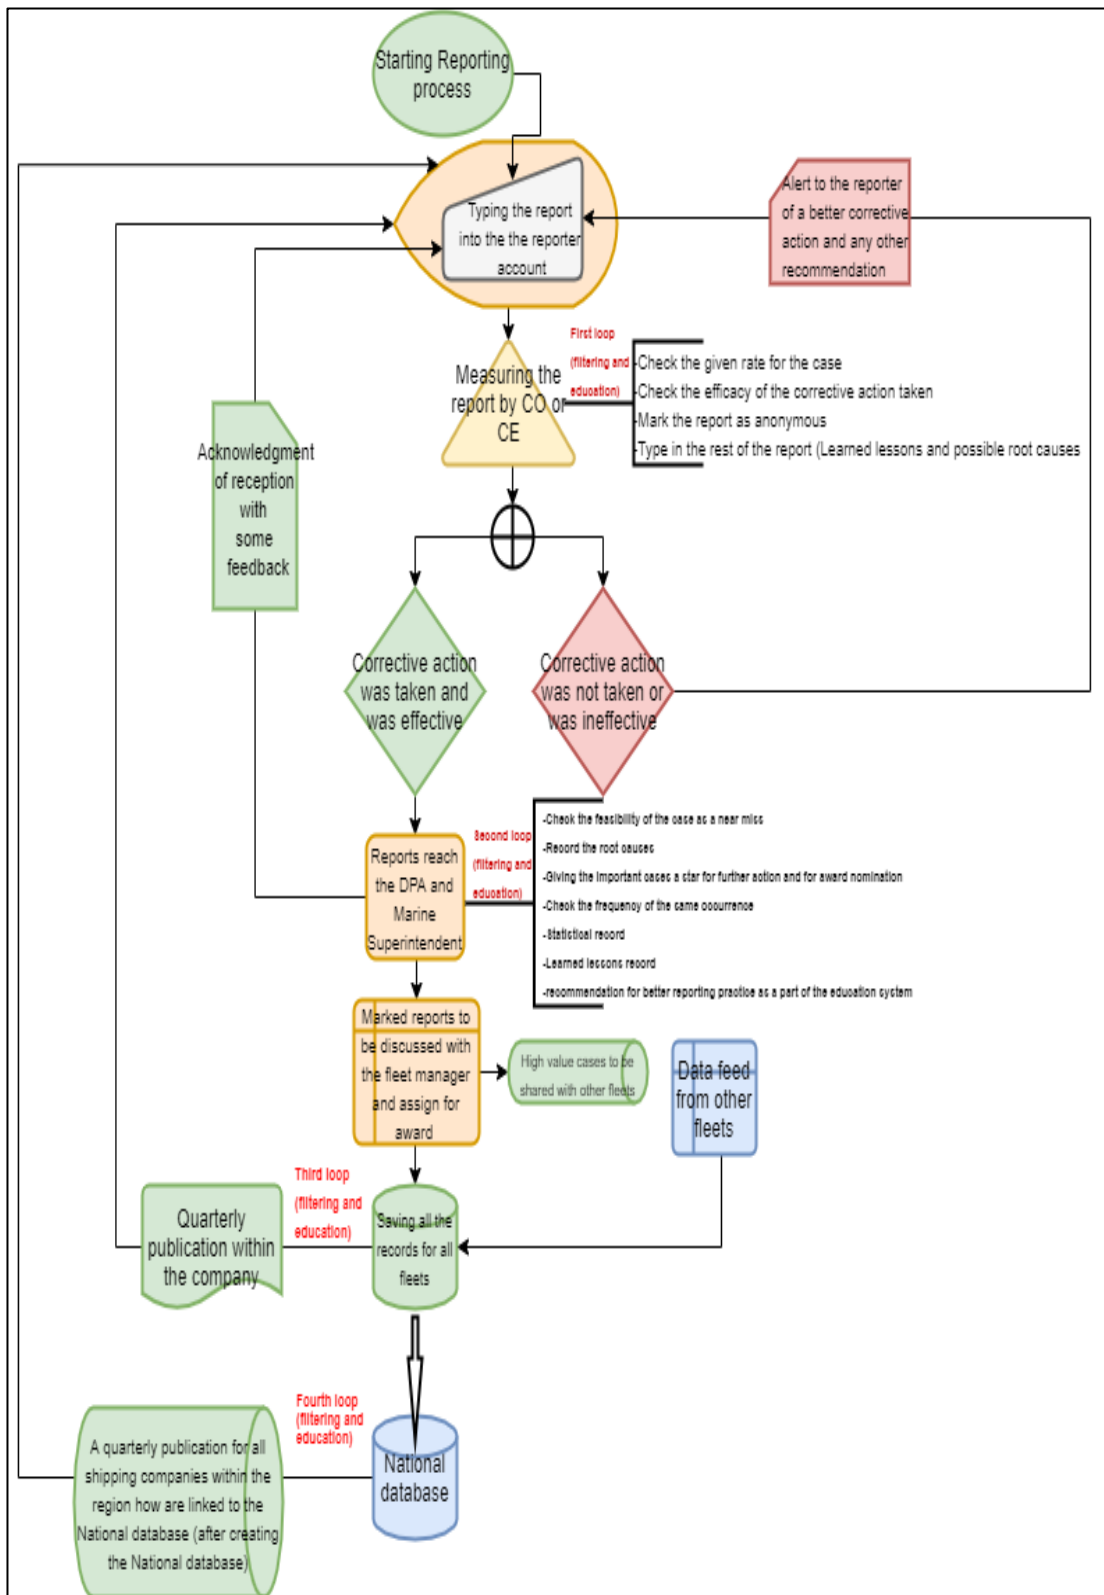 Starting Reporting
process
Typing the report
into the the reporter
account
Alert to the reporter
of a better corrective
action and any other
recommendation
First loop
(filtering and
education)
Measuring the
report by CO or
CE
-Check the given rate for the case
-Check the efficacy of the corrective action taken
-Mark the report as anonymous
-Type in the rest of the report (Learned lessons and possible root causes
Acknowledgment
of reception
with
some
feedback
Corrective action
was taken and
was effective
Corrective action
was not taken or
was ineffective
Reports reach
the DPA and
Marine
Superintendent
Second loop
(filtering and
education)
-Check the feasibility of the case as a near miss
-Record the root causes
-Giving the important cases a star for further action and for award nomination
-Check the frequency of the same occurrence
-Statistical record
-Learned lessons record
-recommendation for better reporting practice as a part of the education system
Marked reports to
be discussed with
the fleet manager
and assign for
award
High value cases to be
shared with other fleets
Data feed
from other
fleets
Third loop
(filtering and
education)
Quarterly
publication within
the company
Saving all the
records for all
fleets
Fourth loop
(filtering and
education)
A quarterly publication for all
shipping companies within the
region how are linked to the
National database (after creating
the National database)
National
database